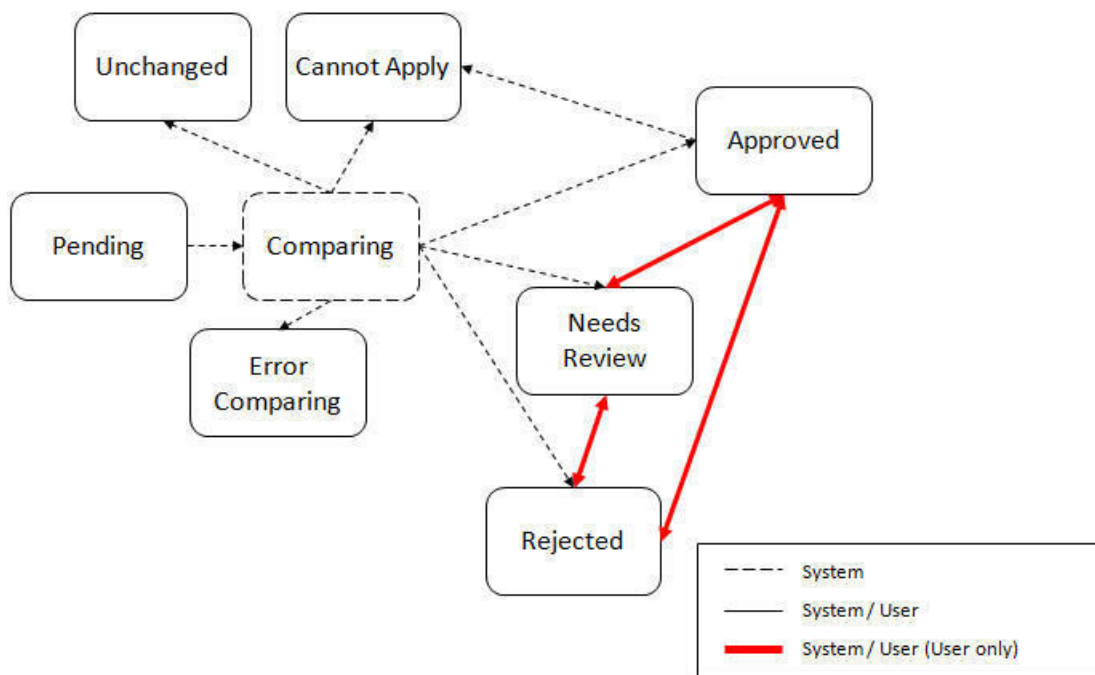 Unchanged
Cannot Apply
Approved
Pending
Comparing
Needs
Review
Error
Comparing
Rejected
System
System / User
System / User (User only)